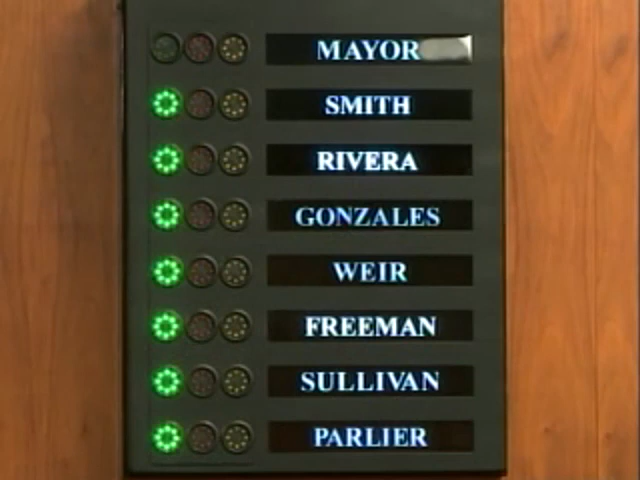 MAYOR
SMITH
RIVERA
GONZALES
WEIR
FREEMAN
SULLIVAN
PARLIER